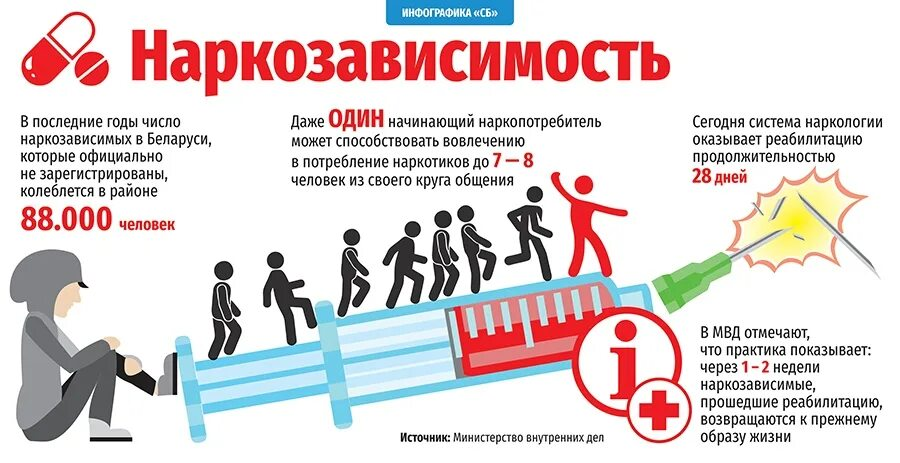 ИНФОГРАФИКА «СБ»
Наркозависимость
В последние годы число
наркозависимых в Беларуси,
которые официально
не зарегистрированы,
колеблется в районе
88.000 человек
Даже ОДИН начинающий наркопотребитель
может способствовать вовлечению
в потребление наркотиков до 7 — 8
человек из своего круга общения
Сегодня система наркологии
оказывает реабилитацию
продолжительностью
28 дней
В МВД отмечают,
что практика показывает:
через 1 – 2 недели
наркозависимые,
прошедшие реабилитацию,
возвращаются к прежнему
образу жизни
Источник: Министерство внутренних дел